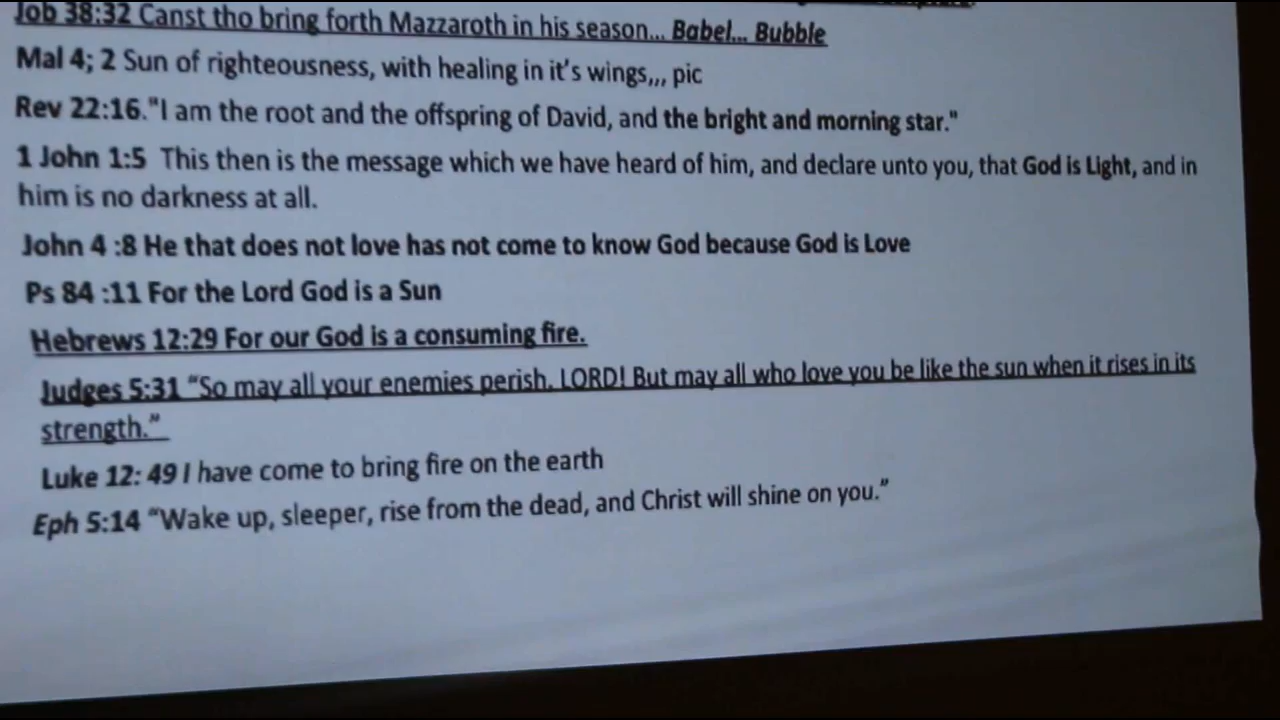 Job 38:32 Canst tho bring forth Mazzaroth in his season... Babel... Bubble
Mal 4; 2 Sun of righteousness, with healing in it's wings,,, pic
Rev 22:16."I am the root and the offspring of David, and the bright and morning star."
1 John 1:5 This then is the message which we have heard of him, and declare unto you, that God is Light, and in
him is no darkness at all.
John 4 :8 He that does not love has not come to know God because God is Love
Ps 84 :11 For the Lord God is a Sun
Hebrews 12:29 For our God is a consuming fire.
Judges 5:31 “So may all your enemies perish, LORD! But may all who love you be like the sun when it rises in its
strength.”
Luke 12: 49 I have come to bring fire on the earth
Eph 5:14 “Wake up, sleeper, rise from the dead, and Christ will shine on you.”